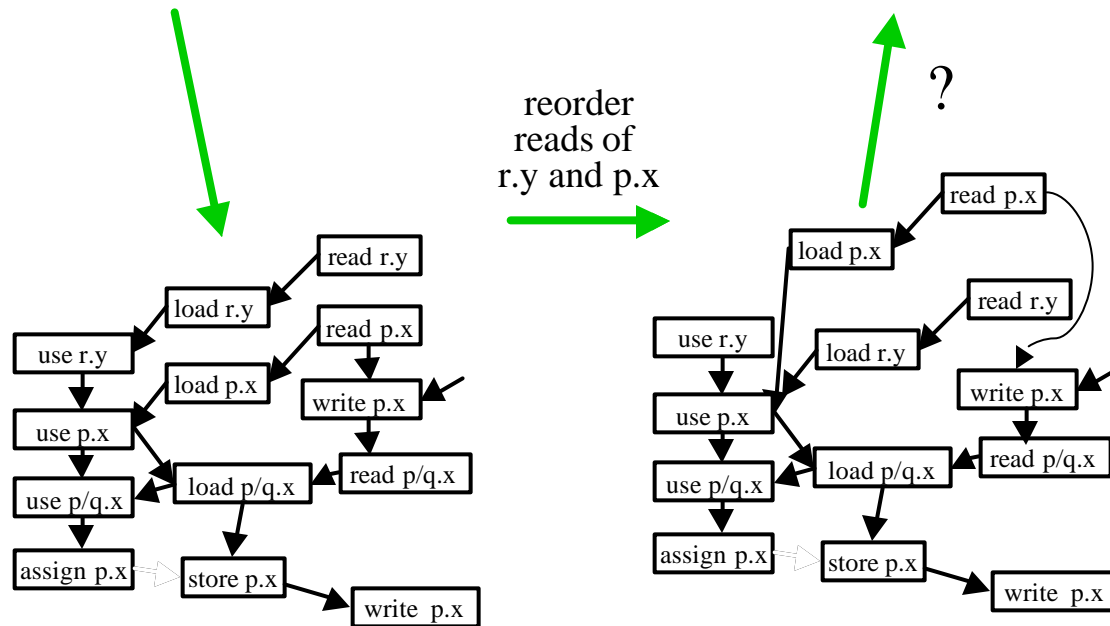 ?
reorder
reads of
r.y and p.x
read r.y
load r.y
read p.x
use r.y
load p.x
write p.x
use p.x
read p/q.x
load p/q.x
use p/q.x
assign p.x
store p.x
write p.x
read p.x
load p.x
read r.y
use r.y
load r.y
write p.x
use p.x
read p/q.x
load p/q.x
use p/q.x
assign p.x
store p.x
write p.x